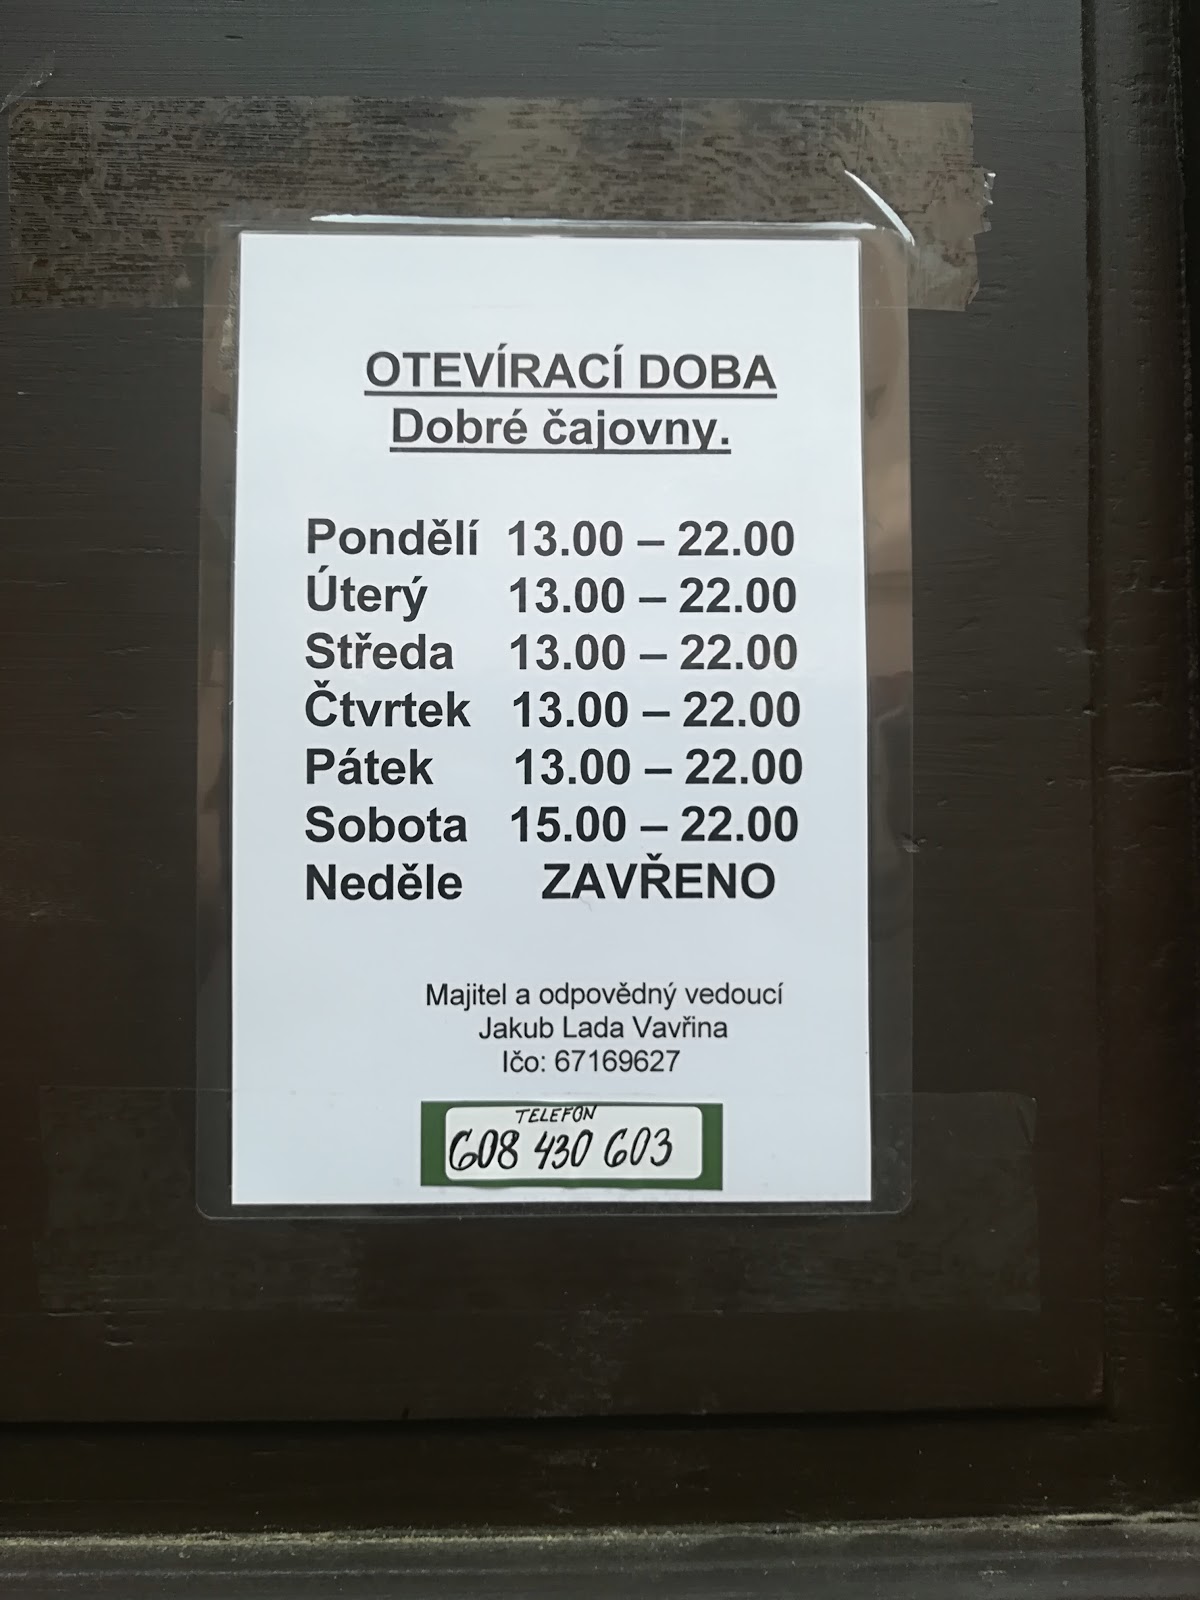 OTEVÍRACÍ DOBA
Dobré čajovny.
Pondělí 13.00 – 22.00
Úterý 13.00 – 22.00
Středa 13.00 – 22.00
Čtvrtek 13.00 – 22.00
Pátek 13.00 – 22.00
Sobota 15.00 – 22.00
Neděle ZAVŘENO
Majitel a odpovědný vedoucí
Jakub Lada Vavřina
Ičo: 67169627
TELEFON
608 430 603